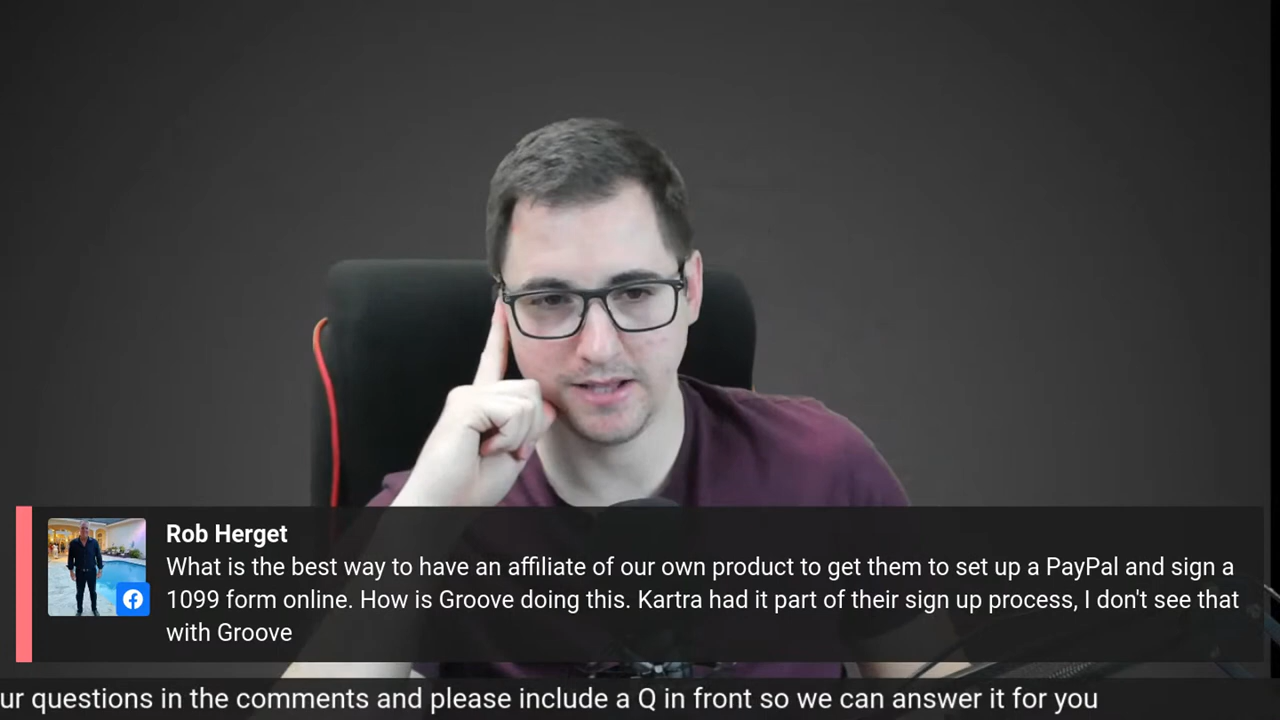 Rob Herget
What is the best way to have an affiliate of our own product to get them to set up a PayPal and sign a
1099 form online. How is Groove doing this. Kartra had it part of their sign up process, I don't see that
with Groove
ur questions in the comments and please include a Q in front so we can answer it for you